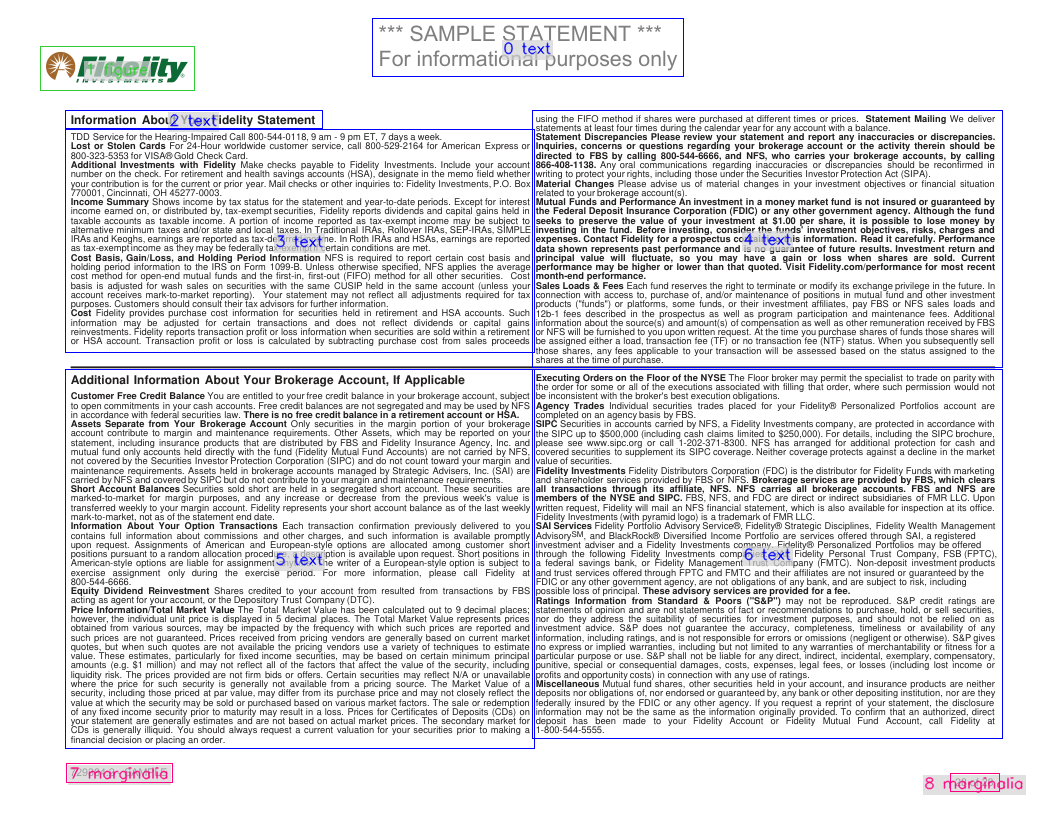 *** SAMPLE STATEMENT ***
For informational purposes only
0 text
Fidelity
INVESTMENTS
Information About Your Fidelity Statement
2 text
TDD Service for the Hearing-Impaired Call 800-544-0118, 9 am - 9 pm ET, 7 days a week.
Lost or Stolen Cards For 24-Hour worldwide customer service, call 800-529-2164 for American Express or
800-323-5353 for VISA® Gold Check Card.
Additional Investments with Fidelity Make checks payable to Fidelity Investments. Include your account
number on the check. For retirement and health savings accounts (HSA), designate in the memo field whether
your contribution is for the current or prior year. Mail checks or other inquiries to: Fidelity Investments, P.O. Box
770001, Cincinnati, OH 45277-0003.
Income Summary Shows income by tax status for the statement and year-to-date periods. Except for interest
income earned on, or distributed by, tax-exempt securities, Fidelity reports dividends and capital gains held in
taxable accounts as taxable income. A portion of income reported as tax-exempt income may be subject to
alternative minimum taxes and/or state and local taxes. In Traditional IRAs, Rollover IRAs, SEP-IRAs, SIMPLE
IRAs and Keoghs, earnings are reported as tax-deferred income. In Roth IRAs and HSAs, earnings are reported
as tax-exempt income as they may be federally tax-exempt if certain conditions are met.
3 text
Cost Basis, Gain/Loss, and Holding Period Information NFS is required to report certain cost basis and
holding period information to the IRS on Form 1099-B. Unless otherwise specified, NFS applies the average
cost method for open-end mutual funds and the first-in, first-out (FIFO) method for all other securities. Cost
basis is adjusted for wash sales on securities with the same CUSIP held in the same account (unless your
account receives mark-to-market reporting). Your statement may not reflect all adjustments required for tax
purposes. Customers should consult their tax advisors for further information.
Cost Fidelity provides purchase cost information for securities held in retirement and HSA accounts. Such
information may be adjusted for certain transactions and does not reflect dividends or capital gains
reinvestments. Fidelity reports transaction profit or loss information when securities are sold within a retirement
or HSA account. Transaction profit or loss is calculated by subtracting purchase cost from sales proceeds
using the FIFO method if shares were purchased at different times or prices. Statement Mailing We deliver
statements at least four times during the calendar year for any account with a balance.
Statement Discrepancies Please review your statement and report any inaccuracies or discrepancies.
Inquiries, concerns or questions regarding your brokerage account or the activity therein should be
directed to FBS by calling 800-544-6666, and NFS, who carries your brokerage accounts, by calling
866-408-1138. Any oral communications regarding inaccuracies or discrepancies should be reconfirmed in
writing to protect your rights, including those under the Securities Investor Protection Act (SIPA).
Material Changes Please advise us of material changes in your investment objectives or financial situation
related to your brokerage account(s).
Mutual Funds and Performance An investment in a money market fund is not insured or guaranteed by
the Federal Deposit Insurance Corporation (FDIC) or any other government agency. Although the fund
seeks to preserve the value of your investment at $1.00 per share, it is possible to lose money by
investing in the fund. Before investing, consider the funds' investment objectives, risks, charges and
expenses. Contact Fidelity for a prospectus containing this information. Read it carefully. Performance
data shown represents past performance and is no guarantee of future results. Investment return and
4 text
principal value will fluctuate, so you may have a gain or loss when shares are sold. Current
performance may be higher or lower than that quoted. Visit Fidelity.com/performance for most recent
month-end performance.
Sales Loads & Fees Each fund reserves the right to terminate or modify its exchange privilege in the future. In
connection with access to, purchase of, and/or maintenance of positions in mutual fund and other investment
products ("funds") or platforms, some funds, or their investment affiliates, pay FBS or NFS sales loads and
12b-1 fees described in the prospectus as well as program participation and maintenance fees. Additional
information about the source(s) and amount(s) of compensation as well as other remuneration received by FBS
or NFS will be furnished to you upon written request. At the time you purchase shares of funds those shares will
be assigned either a load, transaction fee (TF) or no transaction fee (NTF) status. When you subsequently sell
those shares, any fees applicable to your transaction will be assessed based on the status assigned to the
shares at the time of purchase.
Additional Information About Your Brokerage Account, If Applicable
Customer Free Credit Balance You are entitled to your free credit balance in your brokerage account, subject
to open commitments in your cash accounts. Free credit balances are not segregated and may be used by NFS
in accordance with federal securities law. There is no free credit balance in a retirement account or HSA.
Assets Separate from Your Brokerage Account Only securities in the margin portion of your brokerage
account contribute to margin and maintenance requirements. Other Assets, which may be reported on your
statement, including insurance products that are distributed by FBS and Fidelity Insurance Agency, Inc. and
mutual fund only accounts held directly with the fund (Fidelity Mutual Fund Accounts) are not carried by NFS,
not covered by the Securities Investor Protection Corporation (SIPC) and do not count toward your margin and
maintenance requirements. Assets held in brokerage accounts managed by Strategic Advisers, Inc. (SAI) are
carried by NFS and covered by SIPC but do not contribute to your margin and maintenance requirements.
Short Account Balances Securities sold short are held in a segregated short account. These securities are
marked-to-market for margin purposes, and any increase or decrease from the previous week's value is
transferred weekly to your margin account. Fidelity represents your short account balance as of the last weekly
mark-to-market, not as of the statement end date.
Information About Your Option Transactions Each transaction confirmation previously delivered to you
contains full information about commissions and other charges, and such information is available promptly
upon request. Assignments of American and European-style options are allocated among customer short
positions pursuant to a random allocation procedure, a description is available upon request. Short positions in
American-style options are liable for assignment anytime. The writer of a European-style option is subject to
5 text
exercise assignment only during the exercise period. For more information, please call Fidelity at
800-544-6666.
Equity Dividend Reinvestment Shares credited to your account from resulted from transactions by FBS
acting as agent for your account, or the Depository Trust Company (DTC).
Price Information/Total Market Value The Total Market Value has been calculated out to 9 decimal places;
however, the individual unit price is displayed in 5 decimal places. The Total Market Value represents prices
obtained from various sources, may be impacted by the frequency with which such prices are reported and
such prices are not guaranteed. Prices received from pricing vendors are generally based on current market
quotes, but when such quotes are not available the pricing vendors use a variety of techniques to estimate
value. These estimates, particularly for fixed income securities, may be based on certain minimum principal
amounts (e.g. $1 million) and may not reflect all of the factors that affect the value of the security, including
liquidity risk. The prices provided are not firm bids or offers. Certain securities may reflect N/A or unavailable
where the price for such security is generally not available from a pricing source. The Market Value of a
security, including those priced at par value, may differ from its purchase price and may not closely reflect the
value at which the security may be sold or purchased based on various market factors. The sale or redemption
of any fixed income security prior to maturity may result in a loss. Prices for Certificates of Deposits (CDs) on
your statement are generally estimates and are not based on actual market prices. The secondary market for
CDs is generally illiquid. You should always request a current valuation for your securities prior to making a
financial decision or placing an order.
Executing Orders on the Floor of the NYSE The Floor broker may permit the specialist to trade on parity with
the order for some or all of the executions associated with filling that order, where such permission would not
be inconsistent with the broker's best execution obligations.
Agency Trades Individual securities trades placed for your Fidelity® Personalized Portfolios account are
completed on an agency basis by FBS.
SIPC Securities in accounts carried by NFS, a Fidelity Investments company, are protected in accordance with
the SIPC up to $500,000 (including cash claims limited to $250,000). For details, including the SIPC brochure,
please see www.sipc.org or call 1-202-371-8300. NFS has arranged for additional protection for cash and
covered securities to supplement its SIPC coverage. Neither coverage protects against a decline in the market
value of securities.
Fidelity Investments Fidelity Distributors Corporation (FDC) is the distributor for Fidelity Funds with marketing
and shareholder services provided by FBS or NFS. Brokerage services are provided by FBS, which clears
all transactions through its affiliate, NFS. NFS carries all brokerage accounts. FBS and NFS are
members of the NYSE and SIPC. FBS, NFS, and FDC are direct or indirect subsidiaries of FMR LLC. Upon
written request, Fidelity will mail an NFS financial statement, which is also available for inspection at its office.
Fidelity Investments (with pyramid logo) is a trademark of FMR LLC.
SAI Services Fidelity Portfolio Advisory Service®, Fidelity® Strategic Disciplines, Fidelity Wealth Management
Advisory℠, and BlackRock® Diversified Income Portfolio are services offered through SAI, a registered
investment adviser and a Fidelity Investments company. Fidelity® Personalized Portfolios may be offered
through the following Fidelity Investments companies: Fidelity Personal Trust Company, FSB (FPTC),
a federal savings bank, or Fidelity Management Trust Company (FMTC). Non-deposit investment products
6 text
and trust services offered through FPTC and FMTC and their affiliates are not insured or guaranteed by the
FDIC or any other government agency, are not obligations of any bank, and are subject to risk, including
possible loss of principal. These advisory services are provided for a fee.
Ratings Information from Standard & Poors ("S&P") may not be reproduced. S&P credit ratings are
statements of opinion and are not statements of fact or recommendations to purchase, hold, or sell securities,
nor do they address the suitability of securities for investment purposes, and should not be relied on as
investment advice. S&P does not guarantee the accuracy, completeness, timeliness or availability of any
information, including ratings, and is not responsible for errors or omissions (negligent or otherwise). S&P gives
no express or implied warranties, including but not limited to any warranties of merchantability or fitness for a
particular purpose or use. S&P shall not be liable for any direct, indirect, incidental, exemplary, compensatory,
punitive, special or consequential damages, costs, expenses, legal fees, or losses (including lost income or
profits and opportunity costs) in connection with any use of ratings.
Miscellaneous Mutual fund shares, other securities held in your account, and insurance products are neither
deposits nor obligations of, nor endorsed or guaranteed by, any bank or other depositing institution, nor are they
federally insured by the FDIC or any other agency. If you request a reprint of your statement, the disclosure
information may not be the same as the information originally provided. To confirm that an authorized, direct
deposit has been made to your Fidelity Account or Fidelity Mutual Fund Account, call Fidelity at
1-800-544-5555.
7 marginalia
8 marginalia